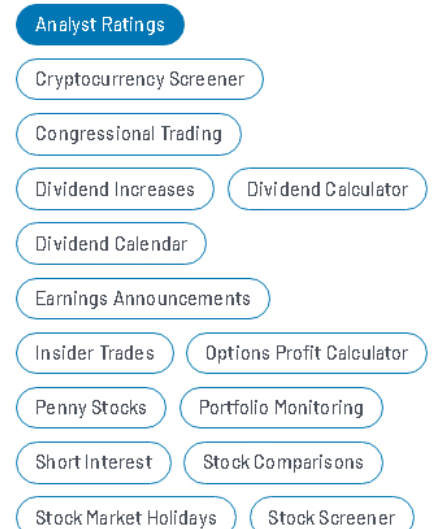 Analyst Ratings
Cryptocurrency Screener
Congressional Trading
Dividend Increases Dividend Calculator
Dividend Calendar
Earnings Announcements
Insider Trades Options Profit Calculator
Penny Stocks Portfolio Monitoring
Short Interest Stock Comparisons
Stock Market Holidays Stock Screener